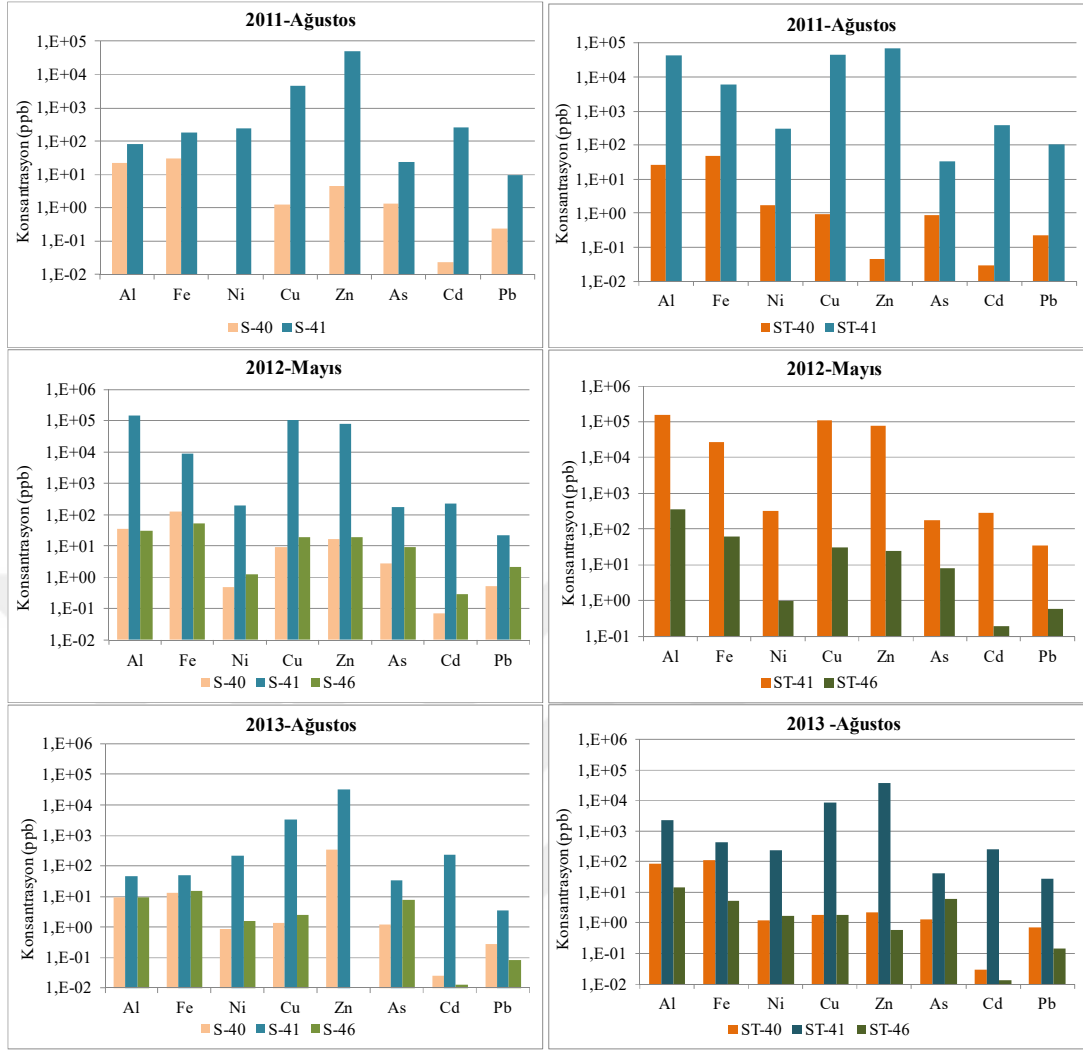 2011-Ağustos
Konsantrasyon (ppb)
1,E+05
1,E+04
1,E+03
1,E+02
1,E+01
1,E+00
1,E-01
1,E-02
Al Fe Ni Cu Zn As Cd Pb
S-40 S-41
2011-Ağustos
Konsantrasyon (ppb)
1,E+05
1,E+04
1,E+03
1,E+02
1,E+01
1,E+00
1,E-01
1,E-02
Al Fe Ni Cu Zn As Cd Pb
ST-40 ST-41
2012-Mayıs
Konsantrasyon (ppb)
1,E+06
1,E+05
1,E+04
1,E+03
1,E+02
1,E+01
1,E+00
1,E-01
1,E-02
Al Fe Ni Cu Zn As Cd Pb
S-40 S-41 S-46
2012-Mayıs
Konsantrasyon (ppb)
1,E+06
1,E+05
1,E+04
1,E+03
1,E+02
1,E+01
1,E+00
1,E-01
Al Fe Ni Cu Zn As Cd Pb
ST-41 ST-46
2013-Ağustos
Konsantrasyon (ppb)
1,E+06
1,E+05
1,E+04
1,E+03
1,E+02
1,E+01
1,E+00
1,E-01
1,E-02
Al Fe Ni Cu Zn As Cd Pb
S-40 S-41 S-46
2013 -Ağustos
Konsantrasyon (ppb)
1,E+06
1,E+05
1,E+04
1,E+03
1,E+02
1,E+01
1,E+00
1,E-01
1,E-02
Al Fe Ni Cu Zn As Cd Pb
ST-40 ST-41 ST-46